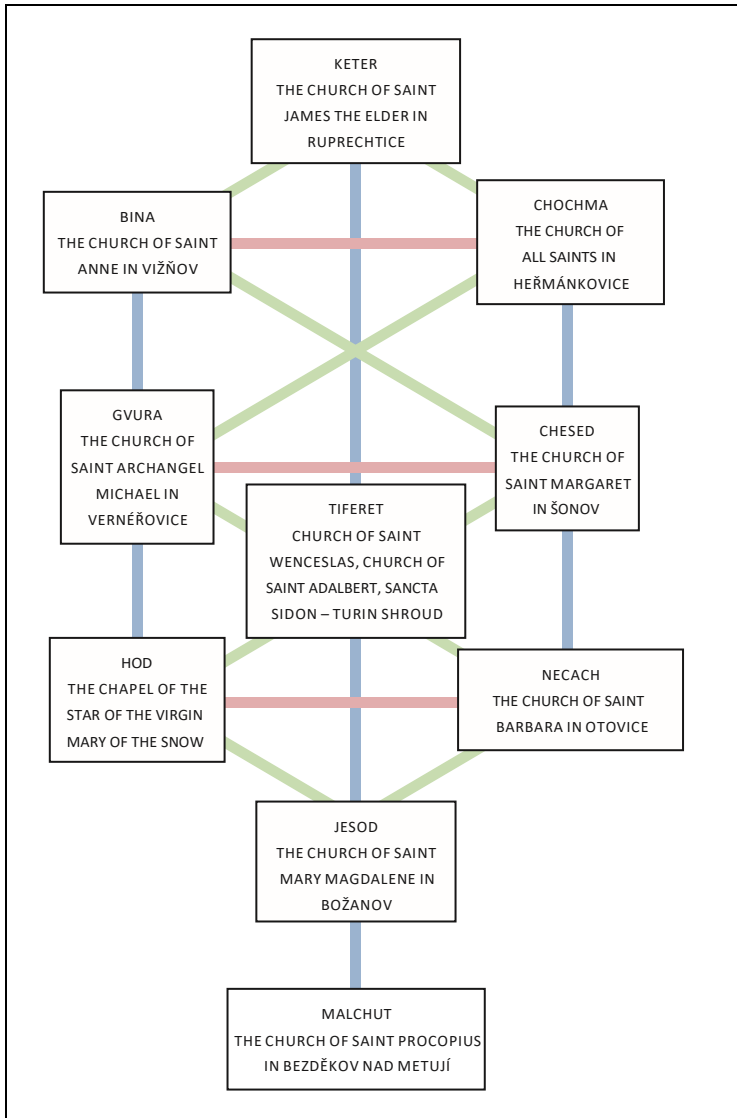 KETER
THE CHURCH OF SAINT
JAMES THE ELDER IN
RUPRECHTICE
BINA
THE CHURCH OF SAINT
ANNE IN VIŽŇOV
CHOCHMA
THE CHURCH OF
ALL SAINTS IN
HEŘMÁNKOVICE
GVURA
THE CHURCH OF
SAINT ARCHANGEL
MICHAEL IN
VERNÉŘOVICE
CHESED
THE CHURCH OF
SAINT MARGARET
IN ŠONOV
TIFERET
CHURCH OF SAINT
WENCESLAS, CHURCH OF
SAINT ADALBERT, SANCTA
SIDON – TURIN SHROUD
HOD
THE CHAPEL OF THE
STAR OF THE VIRGIN
MARY OF THE SNOW
NECACH
THE CHURCH OF SAINT
BARBARA IN OTOVICE
JESOD
THE CHURCH OF SAINT
MARY MAGDALENE IN
BOŽANOV
MALCHUT
THE CHURCH OF SAINT PROCOPIUS
IN BEZDĚKOV NAD METUJÍ